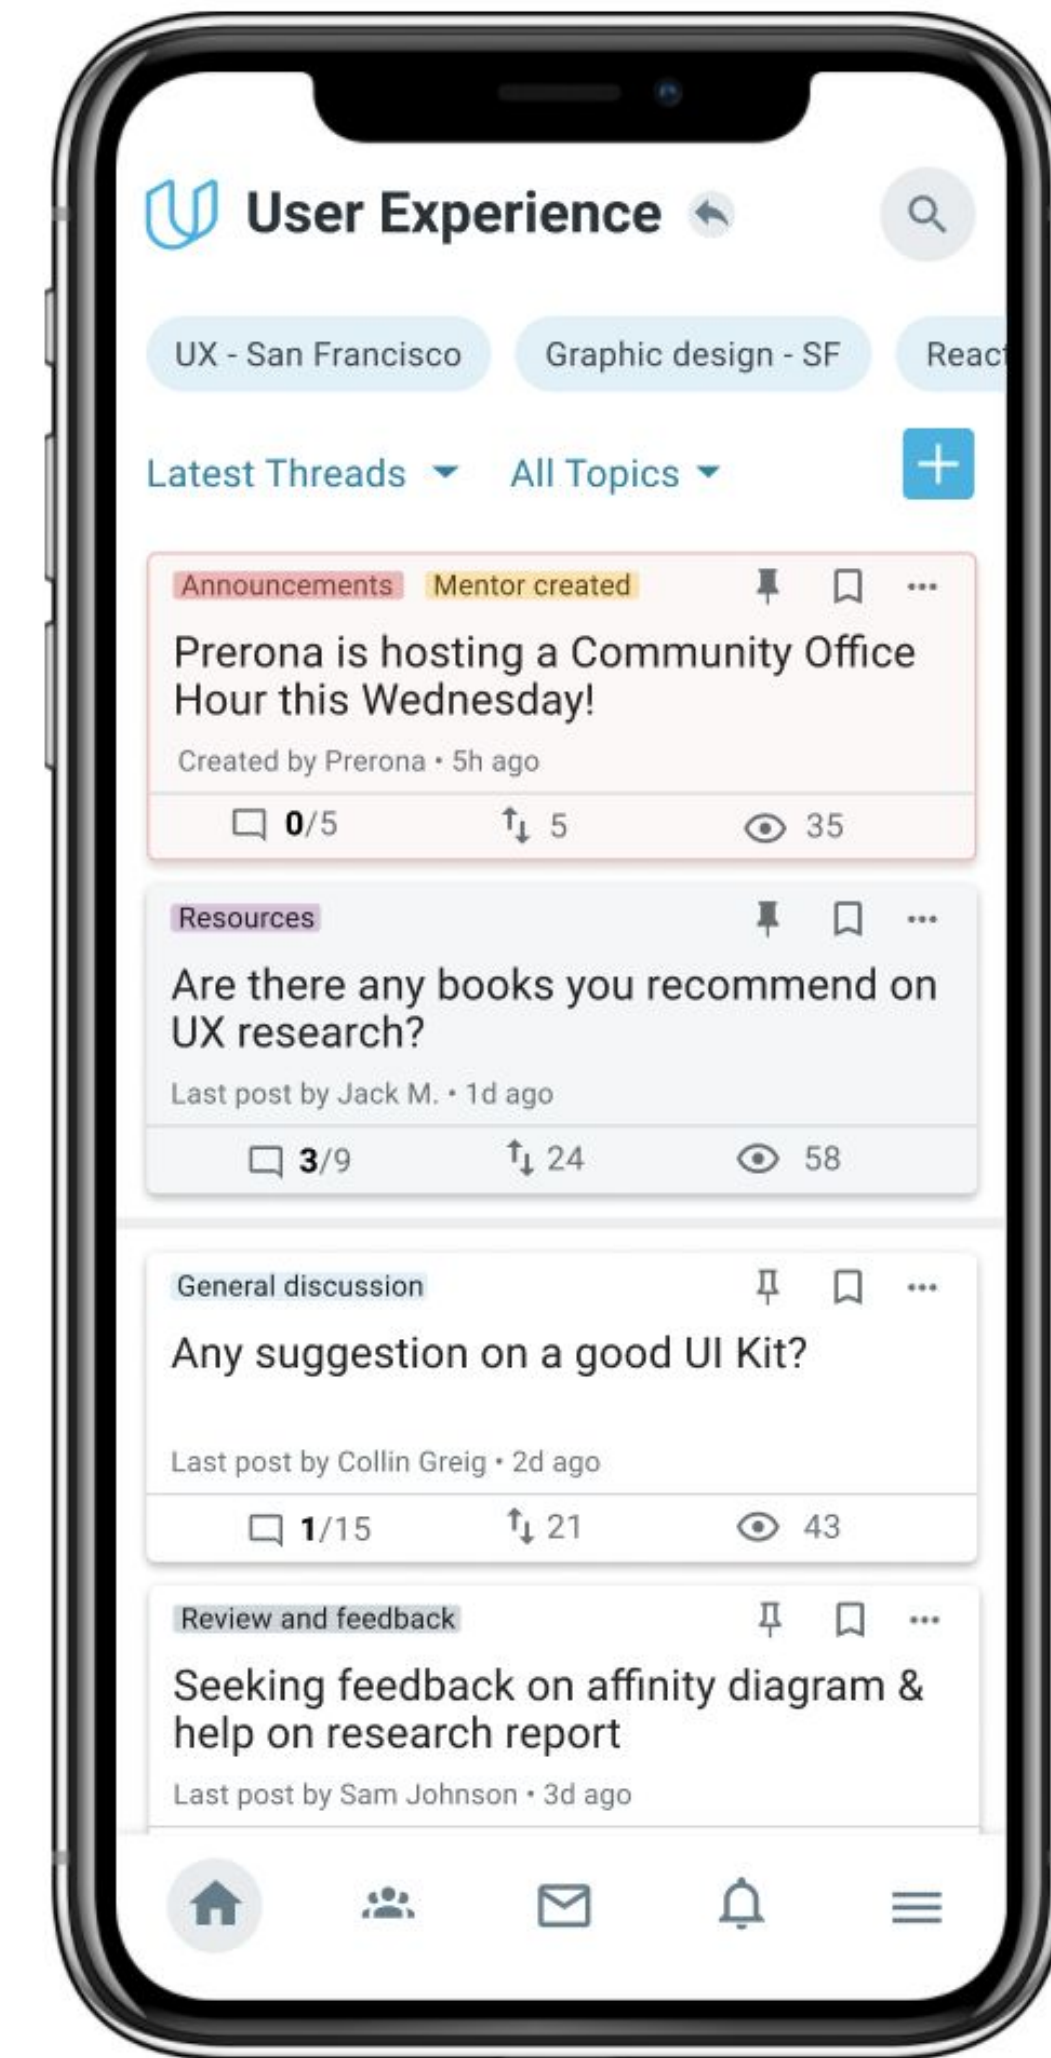 User Experience
UX - San Francisco
Graphic design - SF
React
Latest Threads
All Topics
Announcements
Mentor created
Prerona is hosting a Community Office
Hour this Wednesday!
Created by Prerona • 5h ago
0/5
5
35
Resources
Are there any books you recommend on
UX research?
Last post by Jack M. • 1d ago
3/9
24
58
General discussion
Any suggestion on a good UI Kit?
Last post by Collin Greig • 2d ago
1/15
21
43
Review and feedback
Seeking feedback on affinity diagram &
help on research report
Last post by Sam Johnson • 3d ago